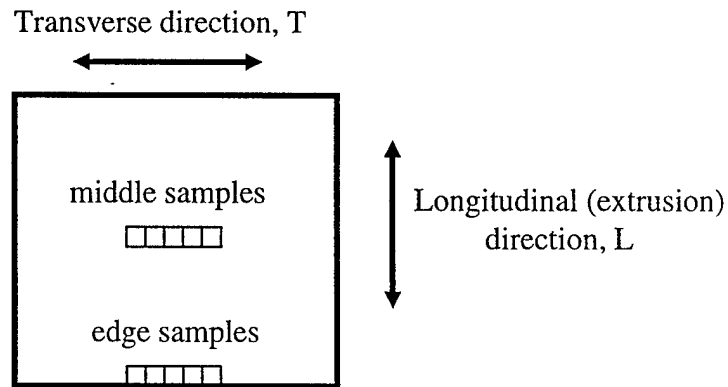 Transverse direction, T
middle samples
Longitudinal (extrusion)
direction, L
edge samples